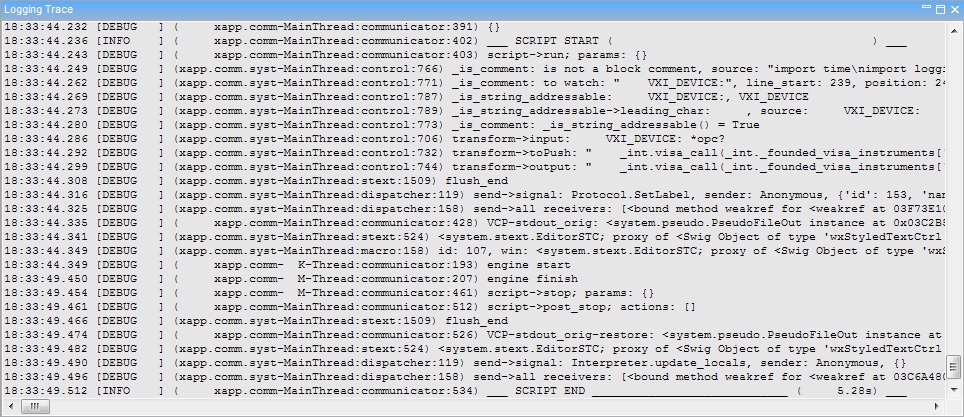 Logging Trace
18:33:44.232 [DEBUG   ] (     xapp.comm-MainThread:communicator:391) {}
18:33:44.236 [INFO    ] (     xapp.comm-MainThread:communicator:402) ___ SCRIPT START (                                        ) ___
18:33:44.243 [DEBUG   ] (     xapp.comm-MainThread:communicator:403) script->run; params: {}
18:33:44.249 [DEBUG   ] (xapp.comm.syst-MainThread:control:766) _is_comment: is not a block comment, source: "import time\nimport loggi
18:33:44.262 [DEBUG   ] (xapp.comm.syst-MainThread:control:771) _is_comment: to watch: "    VXI_DEVICE:", line_start: 239, position: 24
18:33:44.269 [DEBUG   ] (xapp.comm.syst-MainThread:control:787) _is_string_addressable:     VXI_DEVICE:, VXI_DEVICE
18:33:44.273 [DEBUG   ] (xapp.comm.syst-MainThread:control:789) _is_string_addressable->leading_char:     , source:     VXI_DEVICE:
18:33:44.280 [DEBUG   ] (xapp.comm.syst-MainThread:control:773) _is_comment: _is_string_addressable() = True
18:33:44.286 [DEBUG   ] (xapp.comm.syst-MainThread:control:706) transform->input:     VXI_DEVICE: *opc?
18:33:44.292 [DEBUG   ] (xapp.comm.syst-MainThread:control:732) transform->toPush: "    _int.visa_call(_int._founded_visa_instruments[
18:33:44.299 [DEBUG   ] (xapp.comm.syst-MainThread:control:744) transform->output: "    _int.visa_call(_int._founded_visa_instruments[
18:33:44.308 [DEBUG   ] (xapp.comm.syst-MainThread:stext:1509) flush_end
18:33:44.316 [DEBUG   ] (xapp.comm.syst-MainThread:dispatcher:119) send->signal: Protocol.SetLabel, sender: Anonymous, {'id': 153, 'nam
18:33:44.325 [DEBUG   ] (xapp.comm.syst-MainThread:dispatcher:158) send->all receivers: [<bound method weakref for <weakref at 03F73E10
18:33:44.335 [DEBUG   ] (     xapp.comm-MainThread:communicator:428) VCP-stdout_orig: <system.pseudo.PseudoFileOut instance at 0x03C2B5
18:33:44.341 [DEBUG   ] (xapp.comm.syst-MainThread:stext:524) <system.stext.EditorSTC; proxy of <Swig Object of type 'wxStyledTextCtrl
18:33:44.349 [DEBUG   ] (xapp.comm.syst-MainThread:macro:158) id: 107, win: <system.stext.EditorSTC; proxy of <Swig Object of type 'wxS
18:33:44.349 [DEBUG   ] (     xapp.comm-  K-Thread:communicator:193) engine start
18:33:49.450 [DEBUG   ] (     xapp.comm-  M-Thread:communicator:207) engine finish
18:33:49.454 [DEBUG   ] (     xapp.comm-  M-Thread:communicator:461) script->stop; params: {}
18:33:49.461 [DEBUG   ] (     xapp.comm-MainThread:communicator:512) script->post_stop; actions: []
18:33:49.466 [DEBUG   ] (xapp.comm.syst-MainThread:stext:1509) flush_end
18:33:49.474 [DEBUG   ] (     xapp.comm-MainThread:communicator:526) VCP-stdout_orig-restore: <system.pseudo.PseudoFileOut instance at
18:33:49.482 [DEBUG   ] (xapp.comm.syst-MainThread:stext:524) <system.stext.EditorSTC; proxy of <Swig Object of type 'wxStyledTextCtrl
18:33:49.490 [DEBUG   ] (xapp.comm.syst-MainThread:dispatcher:119) send->signal: Interpreter.update_locals, sender: Anonymous, {}
18:33:49.496 [DEBUG   ] (xapp.comm.syst-MainThread:dispatcher:158) send->all receivers: [<bound method weakref for <weakref at 03C6A480
18:33:49.512 [INFO    ] (     xapp.comm-MainThread:communicator:534) ___ SCRIPT END ______________________________ (     5.28s) ___